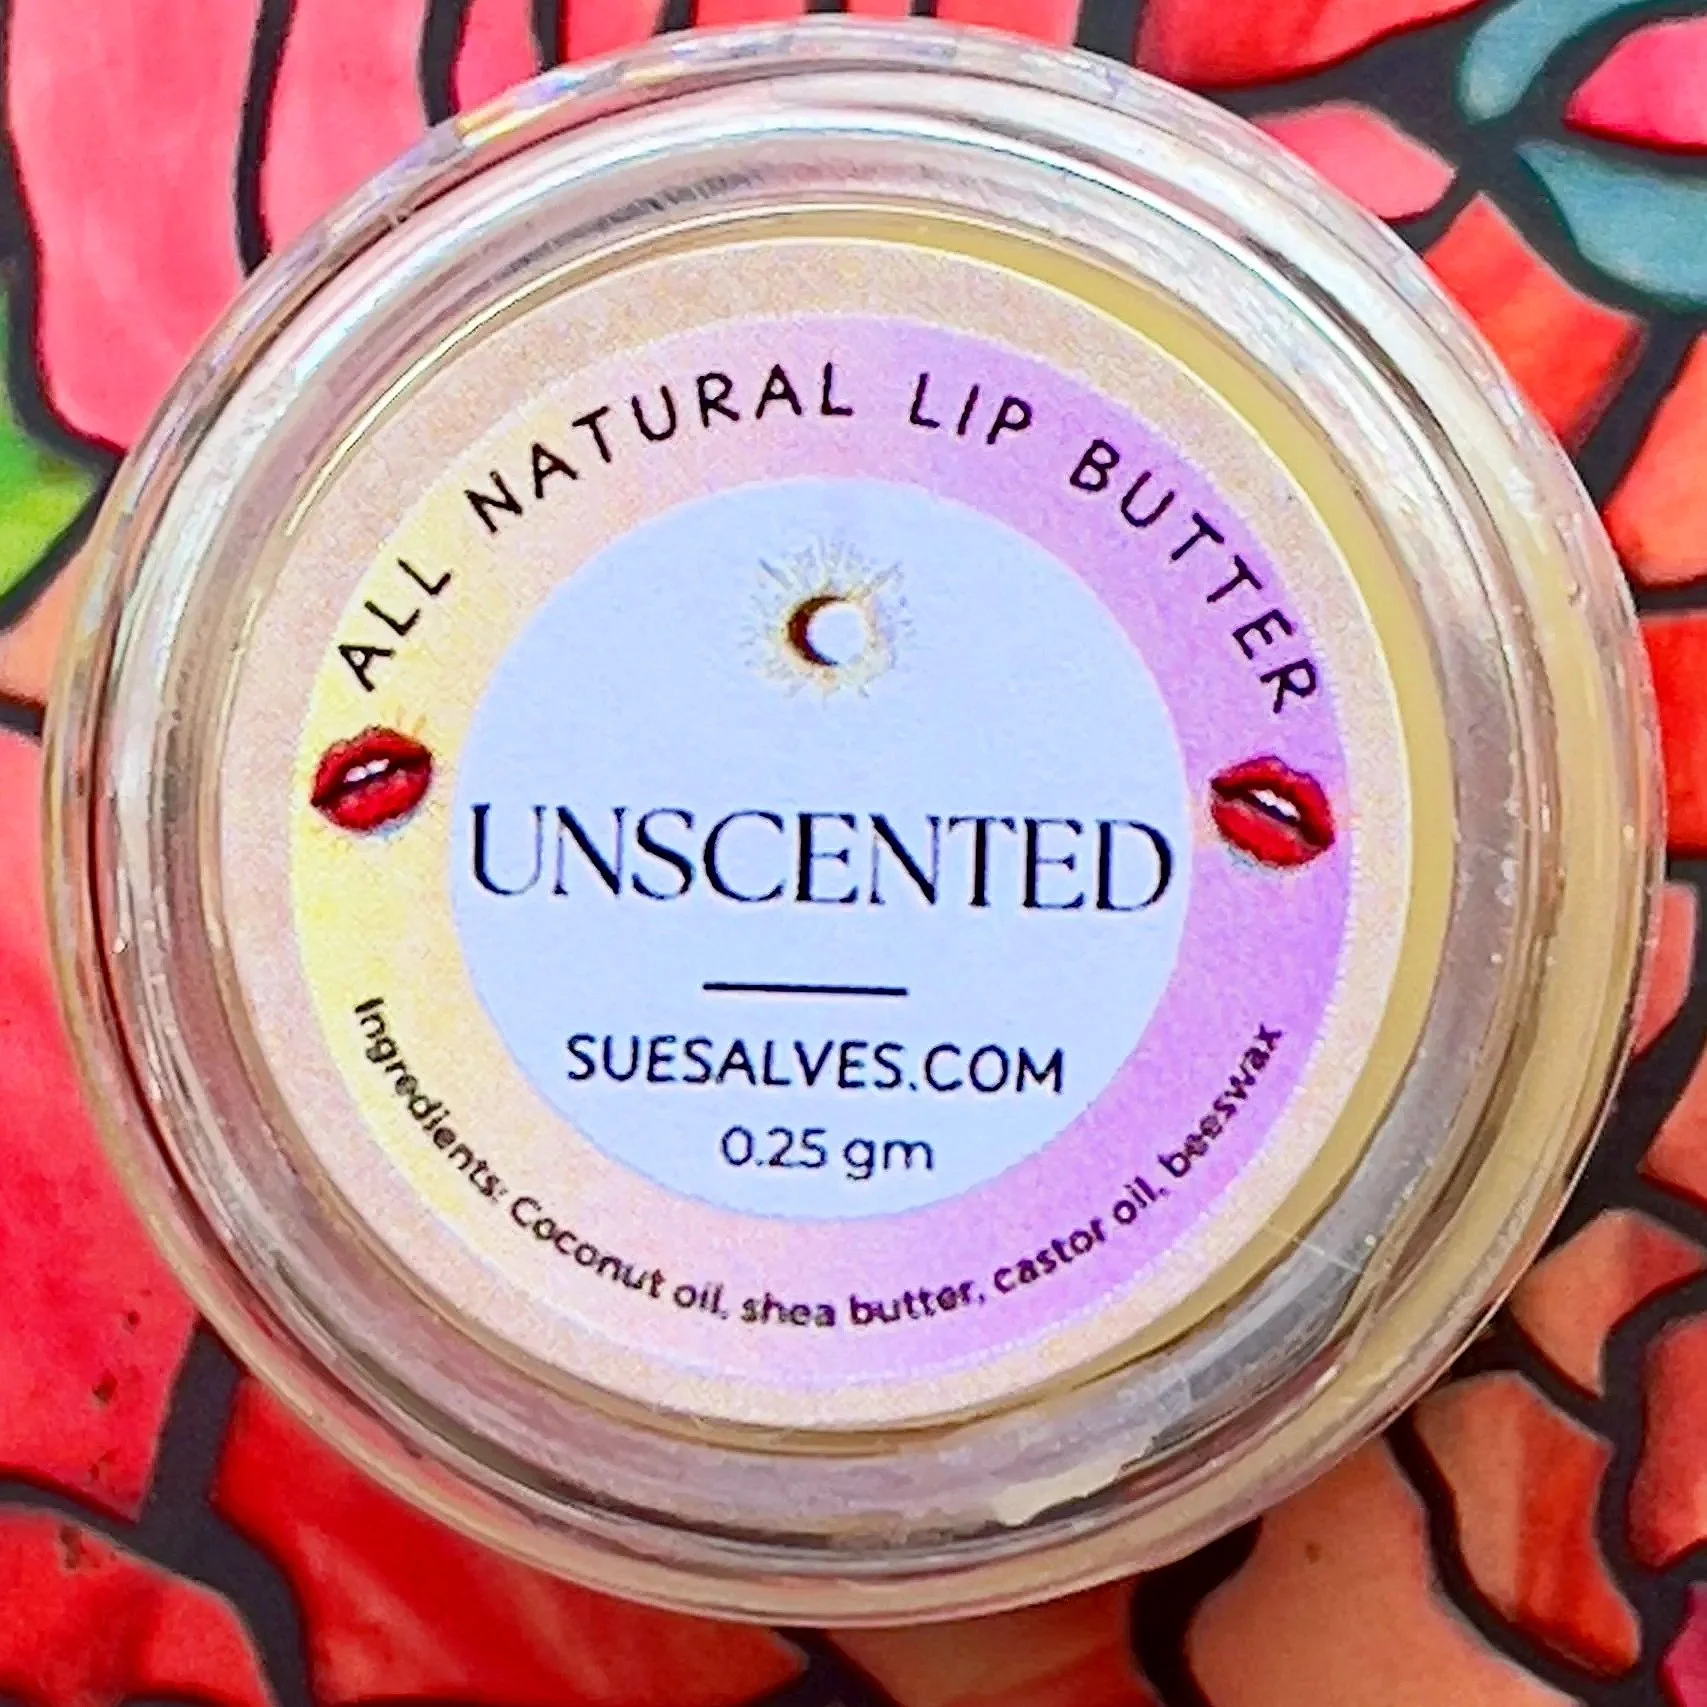 ALL NATURAL LIP BUTTER
UNSCENTED
SUESALVES.COM
0.25 gm
Ingredients: Coconut oil, shea butter, castor oil, beeswax